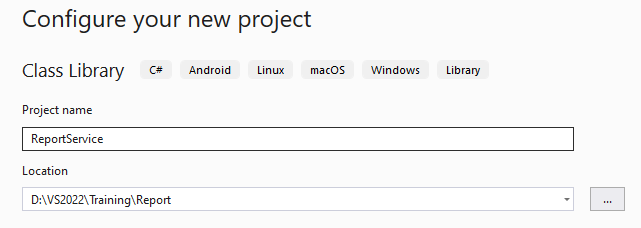 Configure your new project
Class Library C# Android Linux macOS Windows Library
Project name
ReportService
Location
D:\VS2022\Training\Report ...